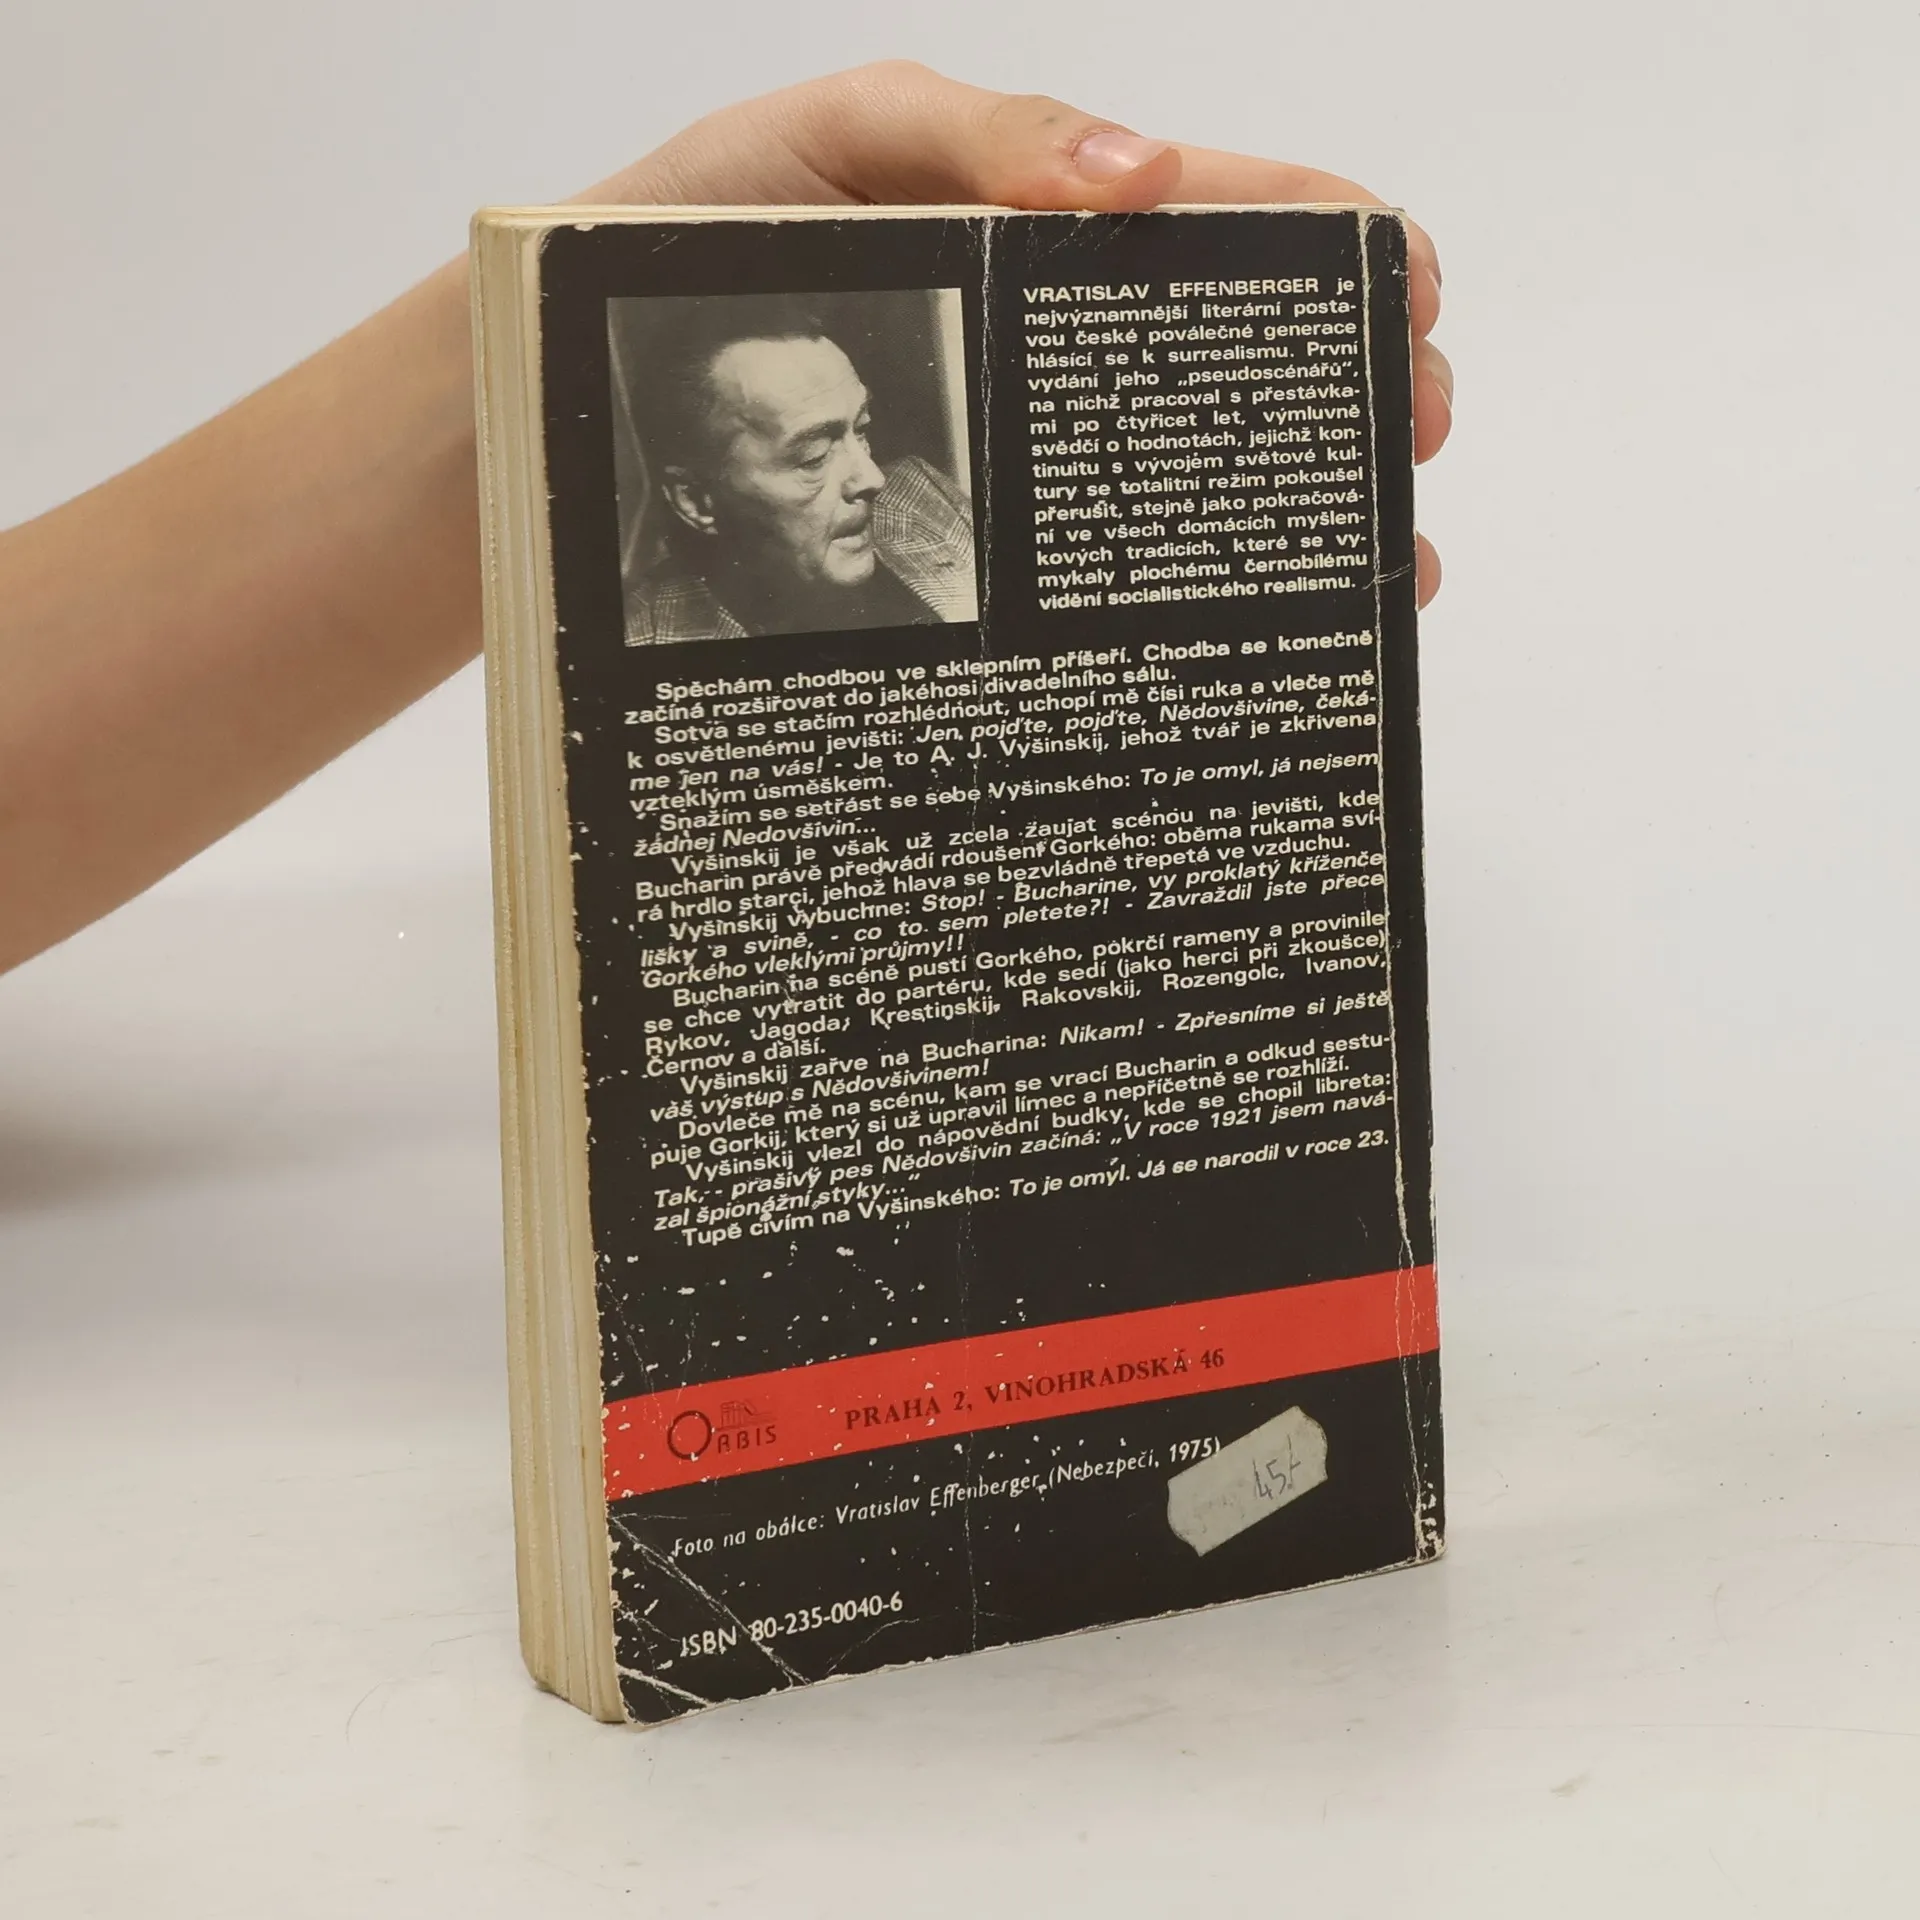 VRATISLAV EFFENBERGER je
nejvýznamnější literární posta-
vou české poválečné generace
hlásící se k surrealismu. První
vydání jeho „pseudoscénářů“,
na nichž pracoval s přestávka-
mi po čtyřicet let, výmluvně
svědčí o hodnotách, jejichž kon-
tinuitu s vývojem světové kul-
tury se totalitní režim pokoušel
přerušit, stejně jako pokračová-
ní ve všech domácích myšlen-
kových tradicích, které se vy-
mykaly plochému černobílému
vidění socialistického realismu.
Spěchám chodbou ve sklepním příšeří. Chodba se konečně
začíná rozšiřovat do jakéhosi divadelního sálu.
Sotva se stačím rozhlédnout, uchopí mě čísi ruka a vleče mě
k osvětlenému jevišti: Jen pojďte, pojďte, Nědovšivine, čeká-
me jen na vás! - Je to A. J. Vyšinskij, jehož tvář je zkřivena
vzteklým úsměškem.
Snažím se setřást se sebe Vyšinského: To je omyl, já nejsem
žádnej Nedovšivin...
Vyšinskij je však už zcela zaujat scénou na jevišti, kde
Bucharin právě předvádí rdoušení Gorkého: oběma rukama sví-
rá hrdlo starci, jehož hlava se bezvládně třepetá ve vzduchu.
Vyšinskij vybuchne: Stop! - Bucharine, vy proklatý kříženče
lišky a svině, - co to sem pletete?! - Zavraždil jste přece
Gorkého vleklými průjmy!!
Bucharin na scéně pustí Gorkého, pokrčí rameny a provinile
se chce vytratit do partéru, kde sedí (jako herci při zkoušce)
Rykov, Jagoda, Krestinskij, Rakovskij, Rozengolc, Ivanov,
Černov a další.
Vyšinskij zařve na Bucharina: Nikam! - Zpřesníme si ještě
váš výstup s Nědovšivinem!
Dovleče mě na scénu, kam se vrací Bucharin a odkud sestu-
puje Gorkij, který si už upravil límec a nepříčetně se rozhlíží.
Vyšinskij vlezl do nápovědní budky, kde se chopil libreta:
Tak, - prašivý pes Nědovšivin začíná: „V roce 1921 jsem navá-
zal špionážní styky...“
Tupě civím na Vyšinského: To je omyl. Já se narodil v roce 23.
ORBIS
PRAHA 2, VINOHRADSKÁ 46
Foto na obálce: Vratislav Effenberger (Nebezpečí, 1975)
45.-
ISBN 80-235-0040-6